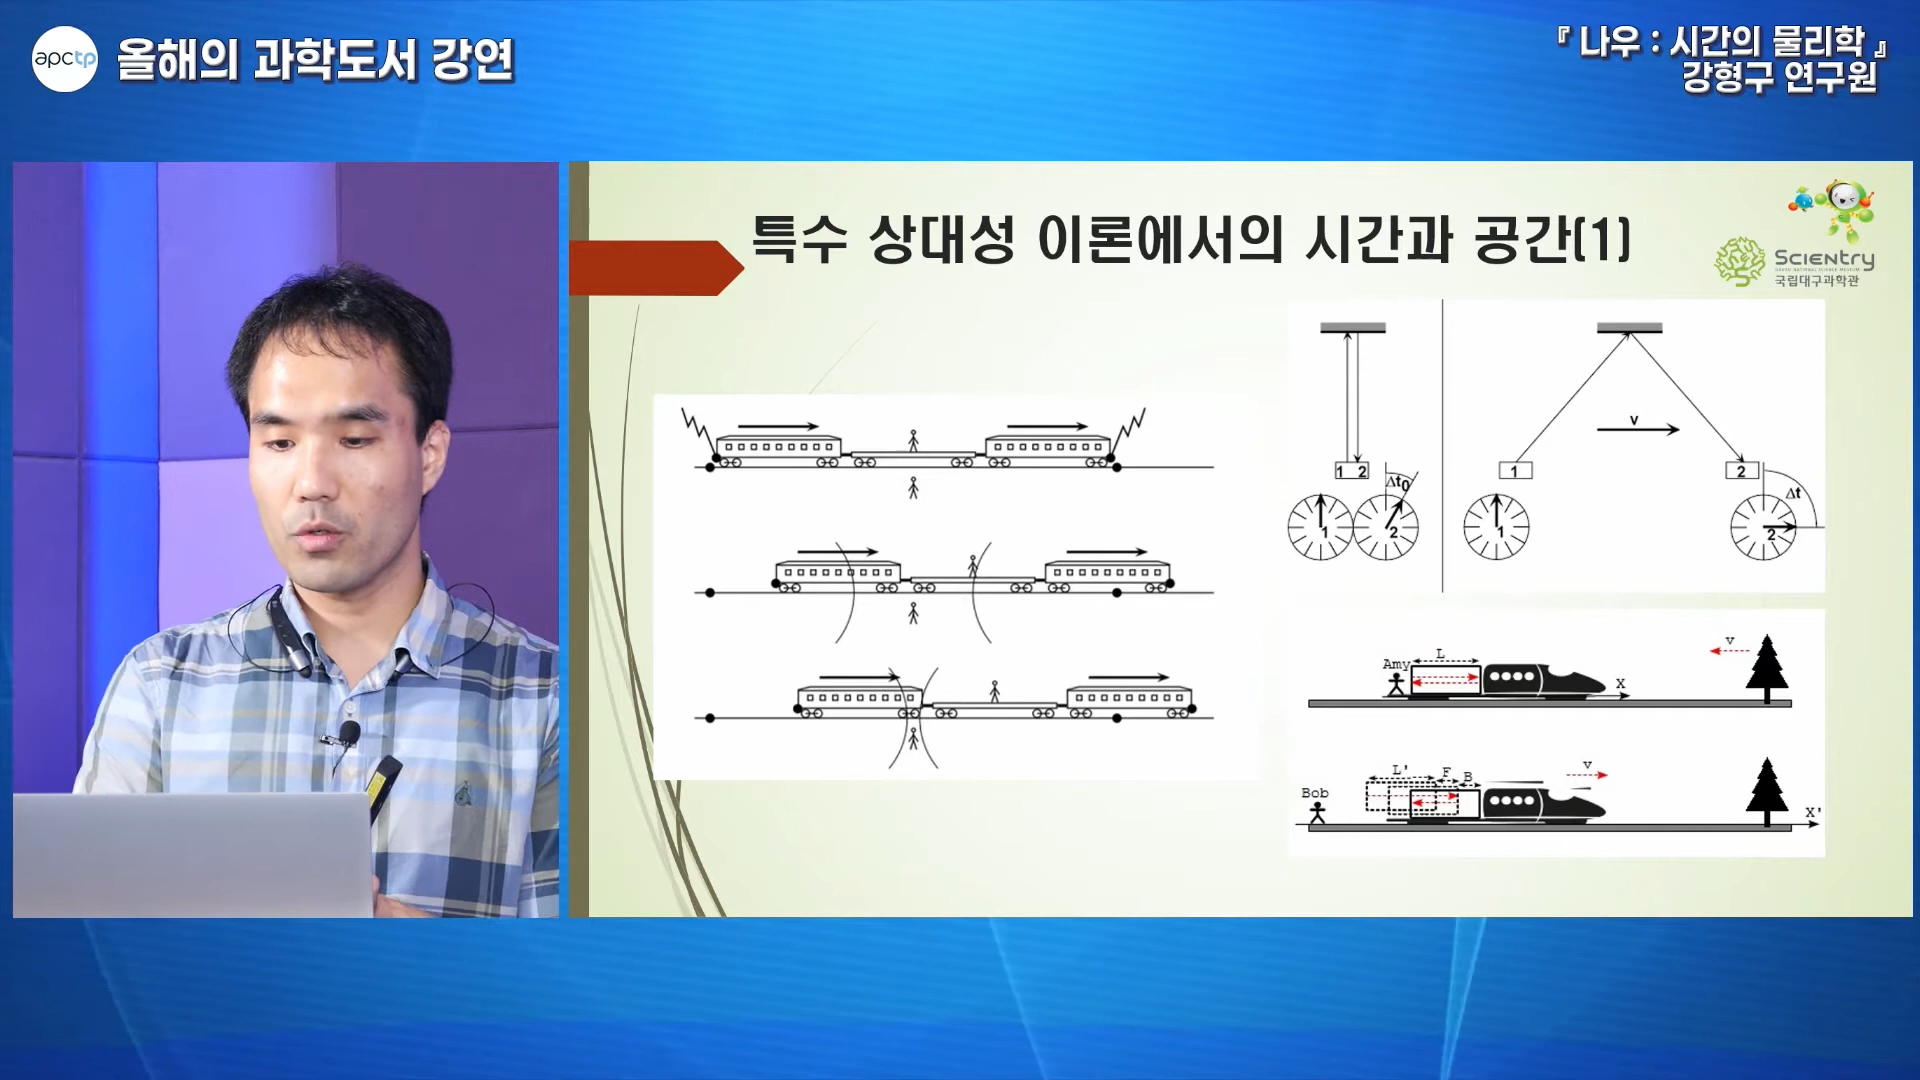 apctp 올해의 과학도서 강연
『 나우 : 시간의 물리학 』
강형구 연구원
특수 상대성 이론에서의 시간과 공간(1)
Scientry
국립대구과학관
1 2
Δt0
1
2
v
1
2
Δt
1
2
Amy
L
v
X
Bob
L'
F
B
v
X'